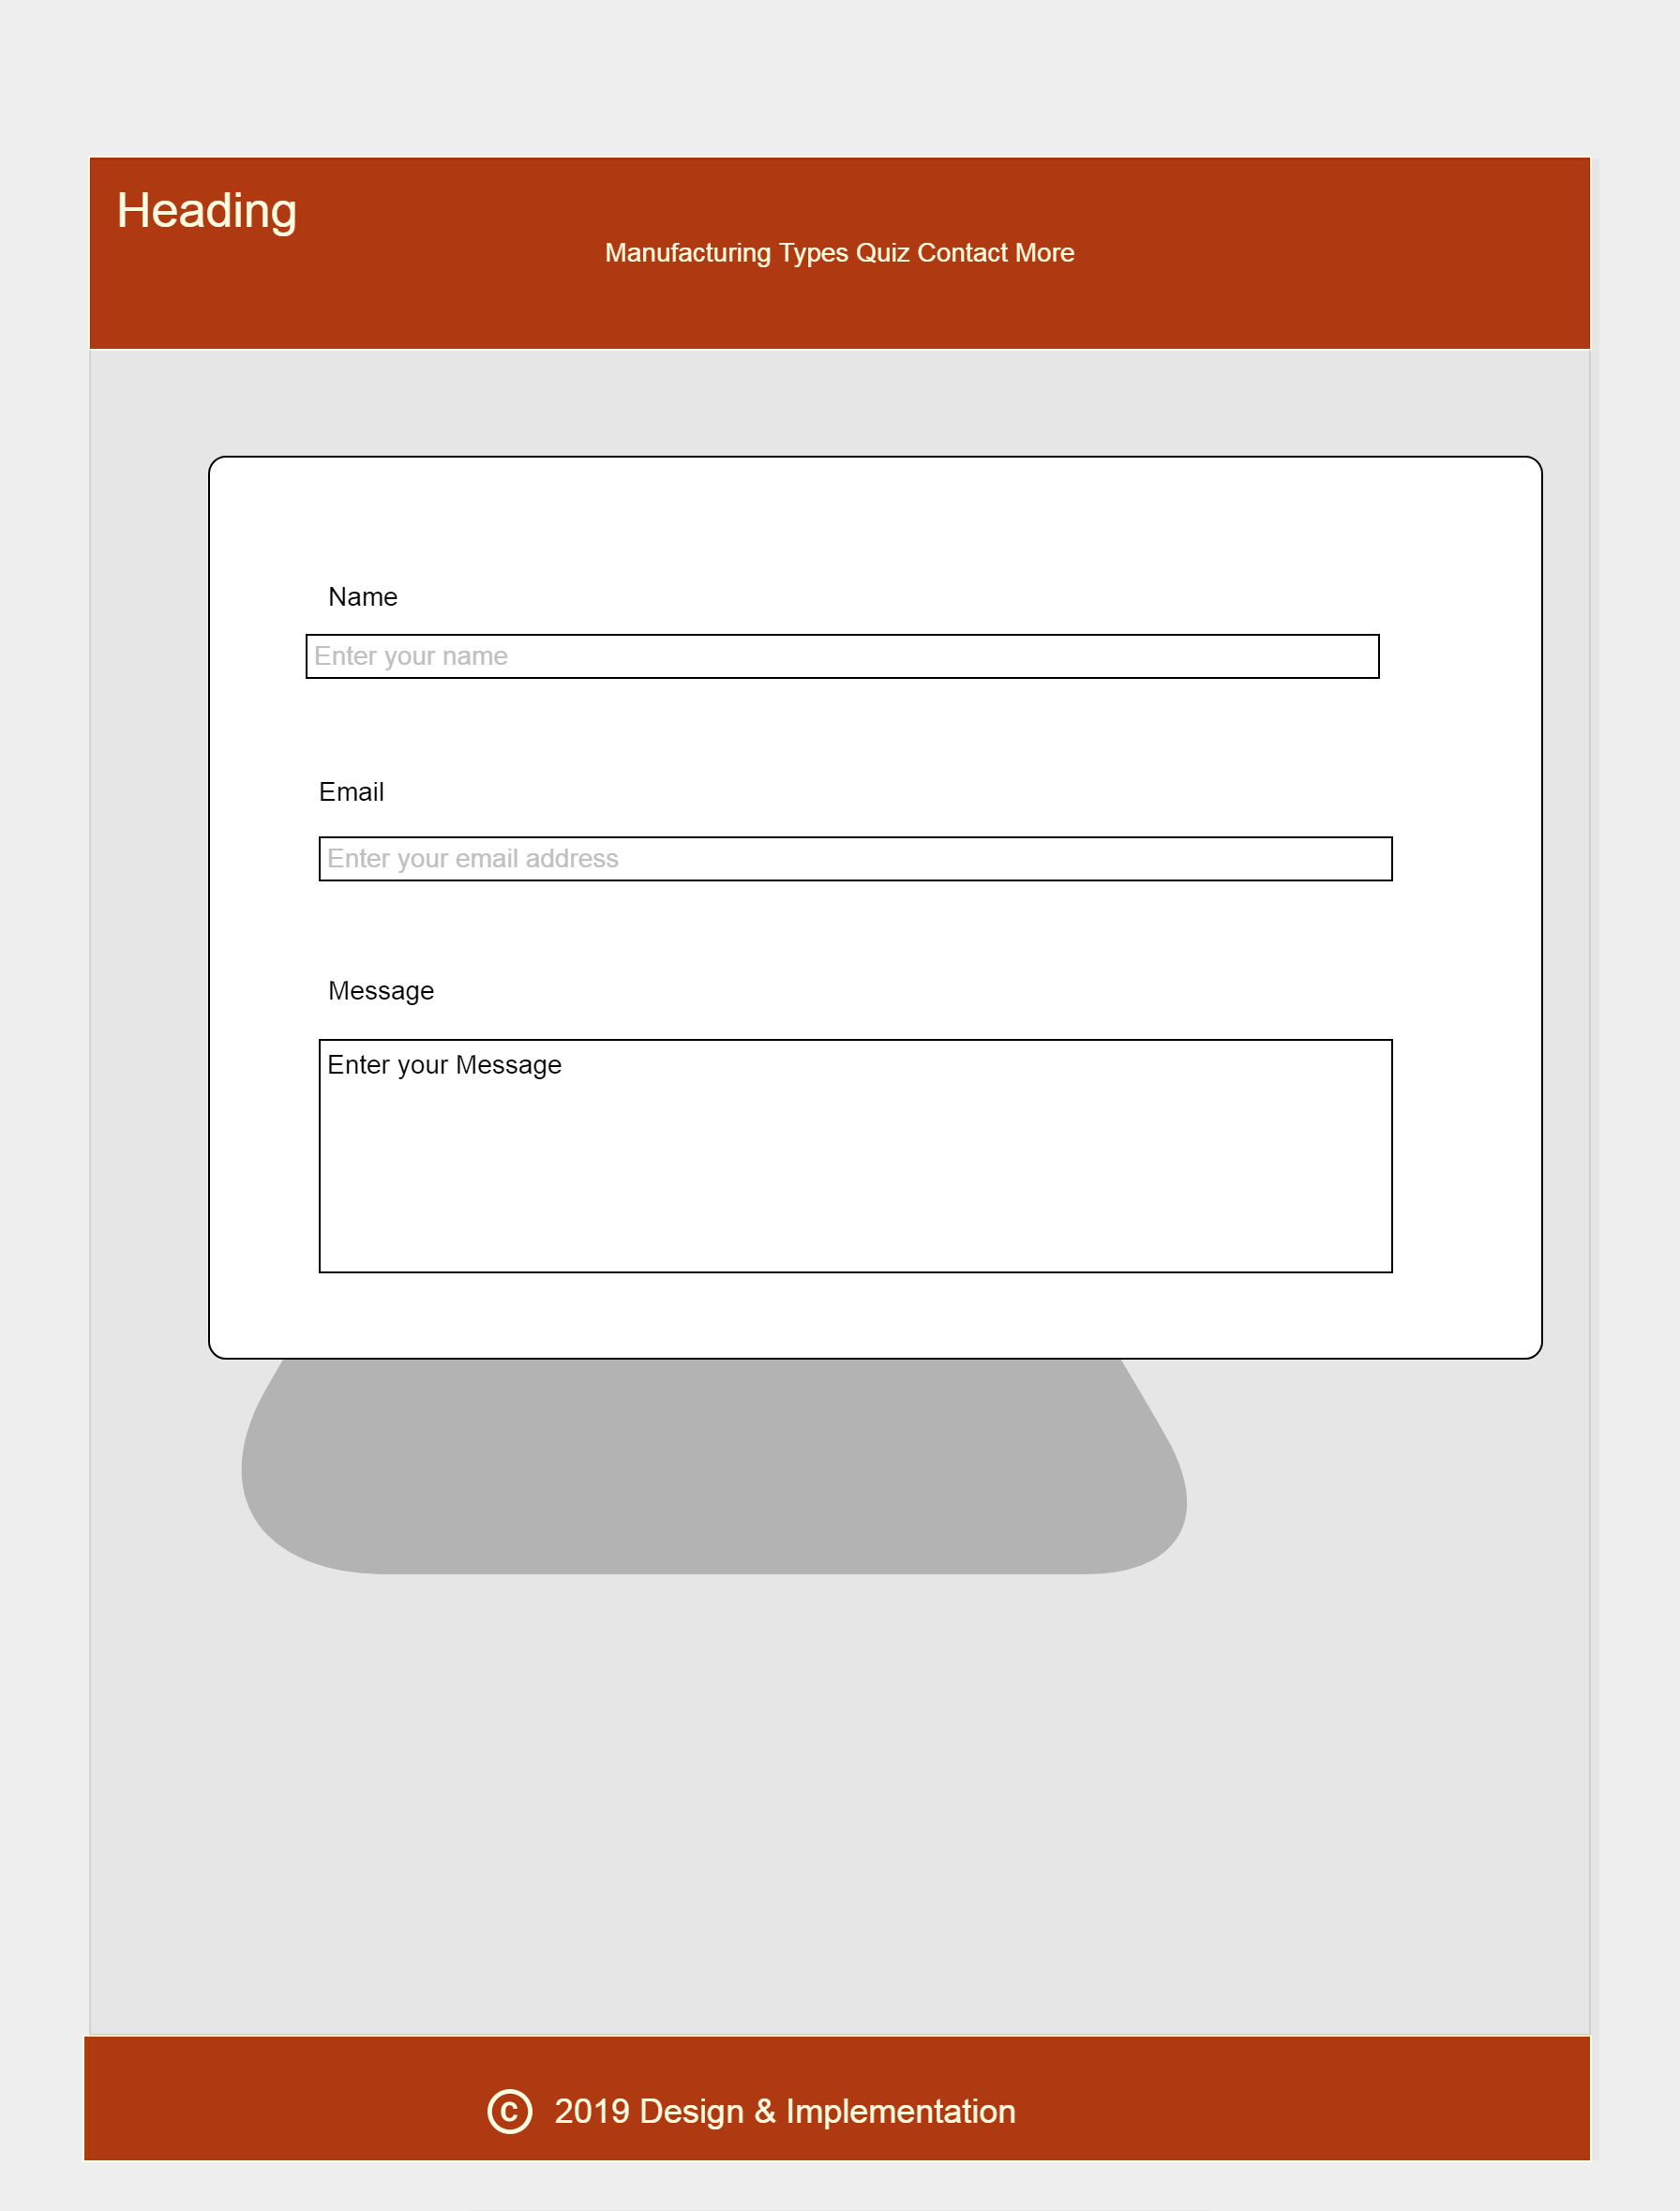 Heading
Manufacturing Types Quiz Contact More
Name
Enter your name
Email
Enter your email address
Message
Enter your Message
© 2019 Design & Implementation